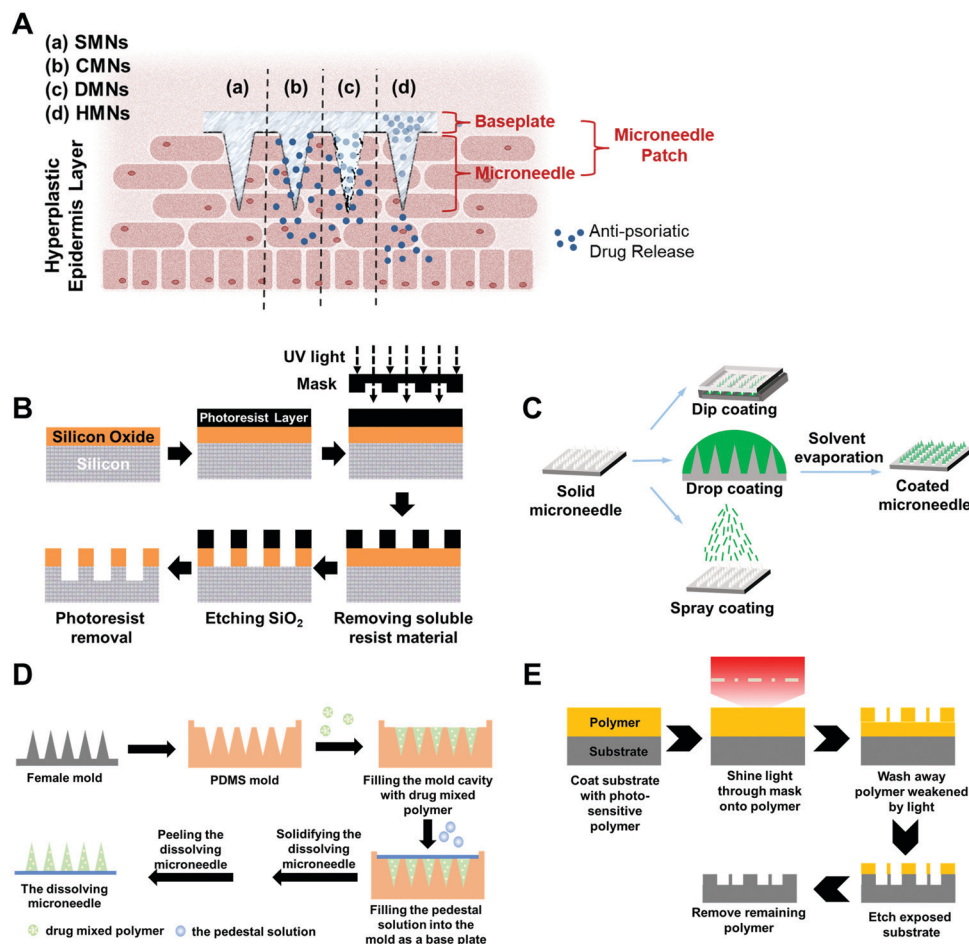 A
(a) SMNs
(b) CMNs
(c) DMNs
(d) HMNs
(a)
(b)
(c)
(d)
Hyperplastic
Epidermis Layer
Baseplate
Microneedle
Microneedle
Patch
Anti-psoriatic
Drug Release
B
UV light
Mask
Silicon Oxide
Silicon
Photoresist Layer
Photoresist
removal
Etching SiO₂
Removing soluble
resist material
C
Solid
microneedle
Dip coating
Drop coating
Spray coating
Solvent
evaporation
Coated
microneedle
D
Female mold
PDMS mold
Filling the mold cavity
with drug mixed
polymer
Filling the pedestal
solution into the
mold as a base plate
Solidifying the
dissolving
microneedle
Peeling the
dissolving
microneedle
The dissolving
microneedle
drug mixed polymer
the pedestal solution
E
Polymer
Substrate
Coat substrate
with photo-
sensitive
polymer
Shine light
through mask
onto polymer
Wash away
polymer weakened
by light
Etch exposed
substrate
Remove remaining
polymer